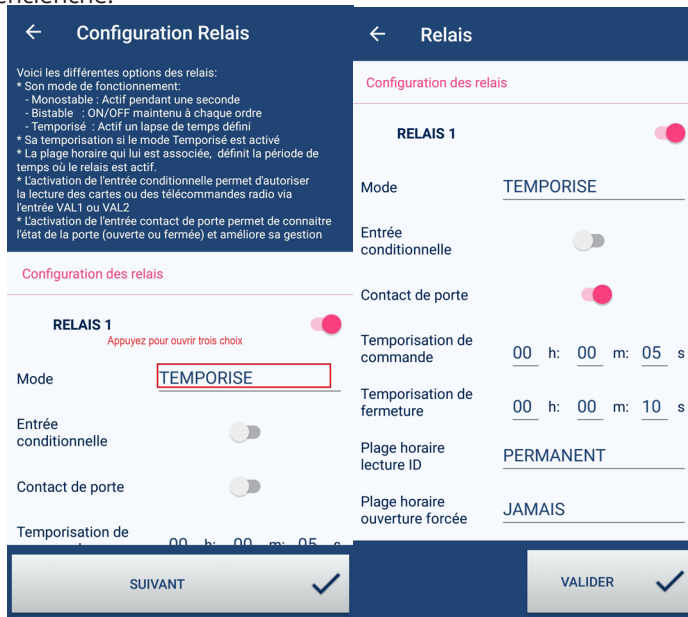 Configuration Relais
Voici les différentes options des relais:
* Son mode de fonctionnement:
- Monostable : Actif pendant une seconde
- Bistable : ON/OFF maintenu à chaque ordre
- Temporisé : Actif un lapse de temps défini
* Sa temporisation si le mode Temporisé est activé
* La plage horaire qui lui est associée, définit la période de
temps où le relais est actif.
* L'activation de l'entrée conditionnelle permet d'autoriser
la lecture des cartes ou des télécommandes radio via
l'entrée VAL1 ou VAL2
* L'activation de l'entrée contact de porte permet de connaitre
l'état de la porte (ouverte ou fermée) et améliore sa gestion
Configuration des relais
RELAIS 1
Appuyez pour ouvrir trois choix
Mode TEMPORISE
Entrée
conditionnelle
Contact de porte
Temporisation de
00 h: 00 m: 05 s
SUIVANT
Relais
Configuration des relais
RELAIS 1
Mode TEMPORISE
Entrée
conditionnelle
Contact de porte
Temporisation de
commande 00 h: 00 m: 05 s
Temporisation de
fermeture 00 h: 00 m: 10 s
Plage horaire
lecture ID PERMANENT
Plage horaire
ouverture forcée JAMAIS
VALIDER